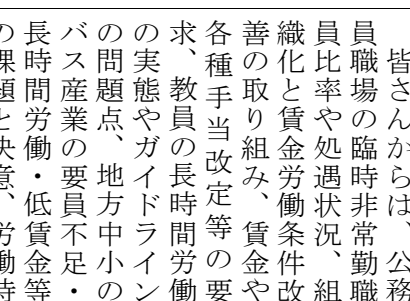 皆さんからは、公務
員職場の臨時非常勤職
員比率や処遇状況、組
織化と賃金労働条件改
善の取り組み、賃金や
各種手当改定等の要
求、教員の長時間労働
の実態やガイドライン
の問題点、地方中小の
バス産業の要員不足・
長時間労働・低賃金等
の課題と決意、労働時